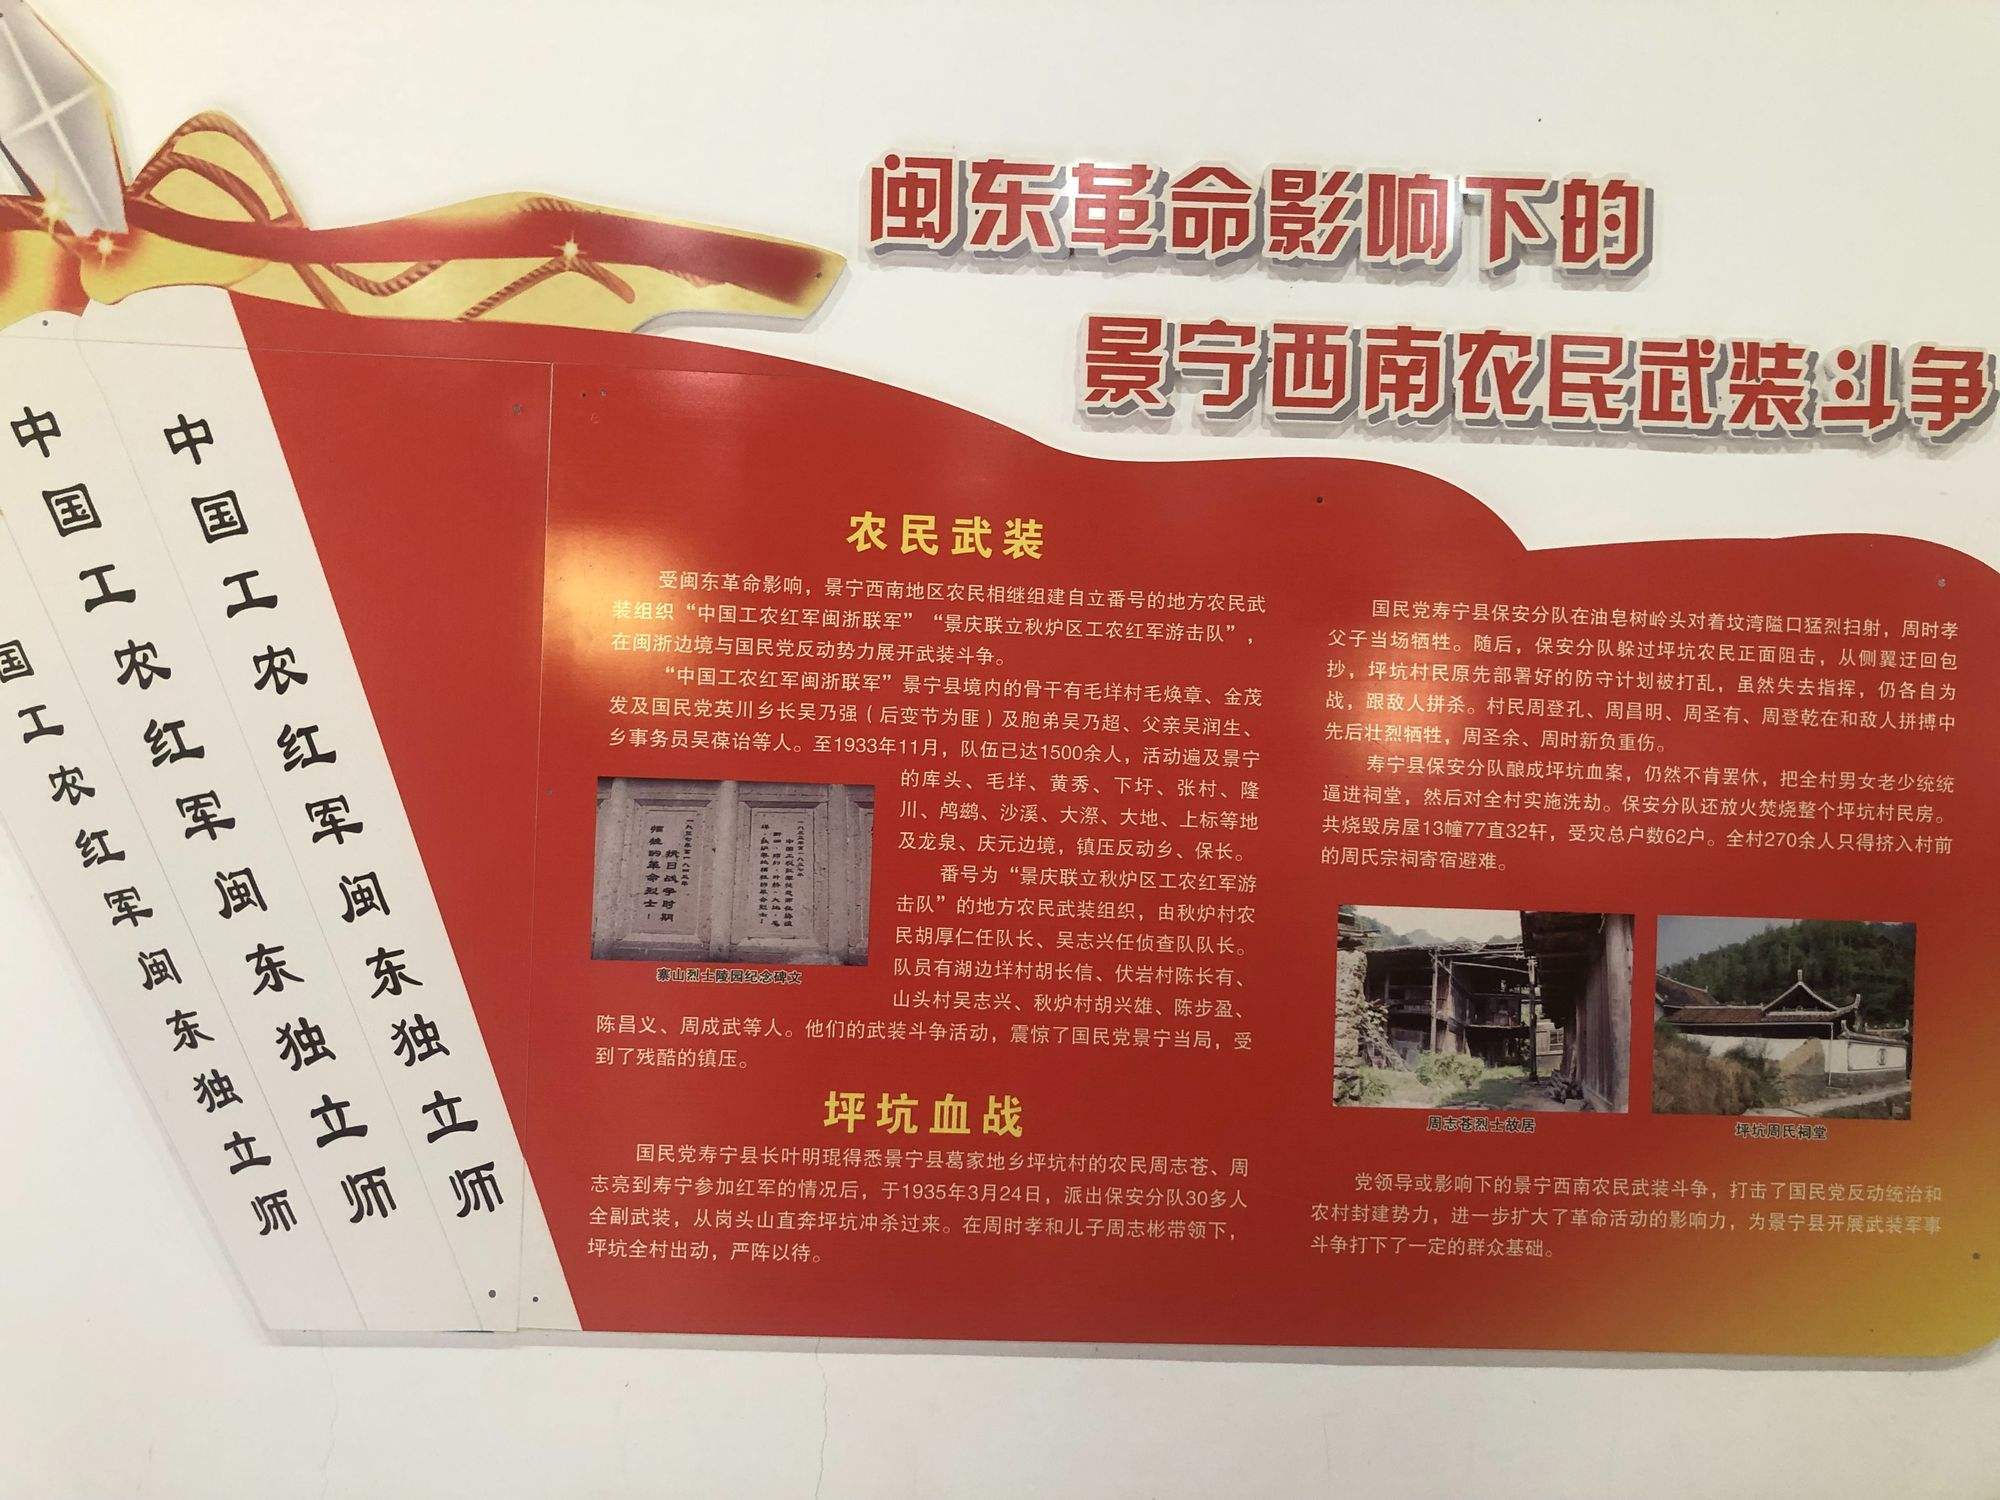 闽东革命影响下的
景宁西南农民武装斗争
中国工农红军闽东独立师
中国工农红军闽东独立师
国工农红军闽东独立师
农民武装
受闽东革命影响，景宁西南地区农民相继组建自立番号的地方农民武
装组织“中国工农红军闽浙联军”“景庆联立秋炉区工农红军游击队”，
在闽浙边境与国民党反动势力展开武装斗争。
“中国工农红军闽浙联军”景宁县境内的骨干有毛垟村毛焕章、金茂
发及国民党英川乡长吴乃强（后变节为匪）及胞弟吴乃超、父亲吴润生、
乡事务员吴葆诒等人。至1933年11月，队伍已达1500余人，活动遍及景宁
的库头、毛垟、黄秀、下圩、张村、隆
川、鸬鹚、沙溪、大漈、大地、上标等地
及龙泉、庆元边境，镇压反动乡、保长。
番号为“景庆联立秋炉区工农红军游
击队”的地方农民武装组织，由秋炉村农
民胡厚仁任队长、吴志兴任侦查队队长。
队员有湖边垟村胡长信、伏岩村陈长有、
山头村吴志兴、秋炉村胡兴雄、陈步盈、
陈昌义、周成武等人。他们的武装斗争活动，震惊了国民党景宁当局，受
到了残酷的镇压。
一九三七年至一九四五年，
抗日战争时期
牺牲的革命烈士！
寨山烈士陵园纪念碑文
坪坑血战
国民党寿宁县长叶明琨得悉景宁县葛家地乡坪坑村的农民周志苍、周
志亮到寿宁参加红军的情况后，于1935年3月24日，派出保安分队30多人
全副武装，从岗头山直奔坪坑冲杀过来。在周时孝和儿子周志彬带领下，
坪坑全村出动，严阵以待。
国民党寿宁县保安分队在油皂树岭头对着坟湾隘口猛烈扫射，周时孝
父子当场牺牲。随后，保安分队躲过坪坑农民正面阻击，从侧翼迂回包
抄，坪坑村民原先部署好的防守计划被打乱，虽然失去指挥，仍各自为
战，跟敌人拼杀。村民周登孔、周昌明、周圣有、周登乾在和敌人拼搏中
先后壮烈牺牲，周圣余、周时新负重伤。
寿宁县保安分队酿成坪坑血案，仍然不肯罢休，把全村男女老少统统
逼进祠堂，然后对全村实施洗劫。保安分队还放火焚烧整个坪坑村民房。
共烧毁房屋13幢77直32轩，受灾总户数62户。全村270余人只得挤入村前
的周氏宗祠寄宿避难。
周志苍烈士故居
坪坑周氏祠堂
党领导或影响下的景宁西南农民武装斗争，打击了国民党反动统治和
农村封建势力，进一步扩大了革命活动的影响力，为景宁县开展武装军事
斗争打下了一定的群众基础。